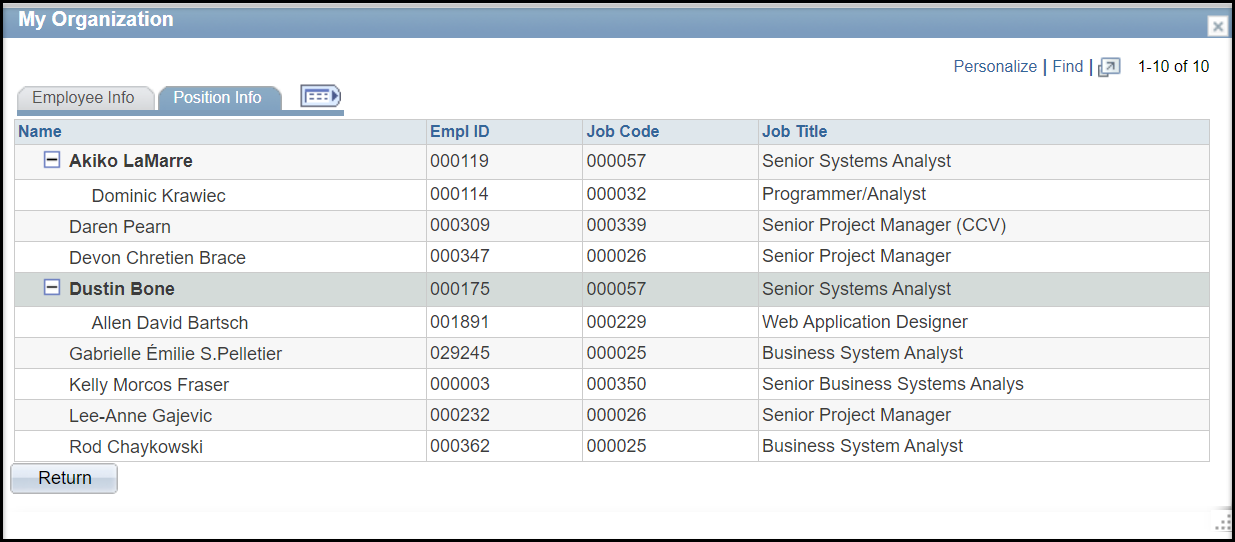 My Organization
Personalize | Find | 1-10 of 10
Employee Info Position Info
Name Empl ID Job Code Job Title
Akiko LaMarre 000119 000057 Senior Systems Analyst
Dominic Krawiec 000114 000032 Programmer/Analyst
Daren Pearn 000309 000339 Senior Project Manager (CCV)
Devon Chretien Brace 000347 000026 Senior Project Manager
Dustin Bone 000175 000057 Senior Systems Analyst
Allen David Bartsch 001891 000229 Web Application Designer
Gabrielle Émilie S.Pelletier 029245 000025 Business System Analyst
Kelly Morcos Fraser 000003 000350 Senior Business Systems Analys
Lee-Anne Gajevic 000232 000026 Senior Project Manager
Rod Chaykowski 000362 000025 Business System Analyst
Return